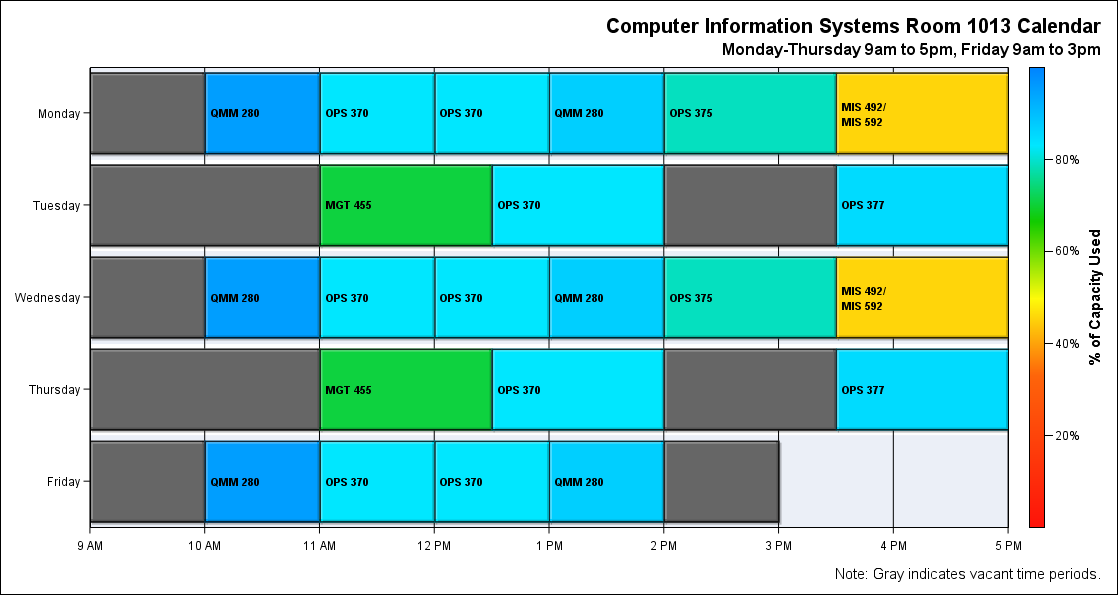 Computer Information Systems Room 1013 Calendar
Monday-Thursday 9am to 5pm, Friday 9am to 3pm
Monday
QMM 280
OPS 370
OPS 370
QMM 280
OPS 375
MIS 492/
MIS 592
Tuesday
MGT 455
OPS 370
OPS 377
Wednesday
QMM 280
OPS 370
OPS 370
QMM 280
OPS 375
MIS 492/
MIS 592
Thursday
MGT 455
OPS 370
OPS 377
Friday
QMM 280
OPS 370
OPS 370
QMM 280
9 AM
10 AM
11 AM
12 PM
1 PM
2 PM
3 PM
4 PM
5 PM
80%
60%
40%
20%
% of Capacity Used
Note: Gray indicates vacant time periods.